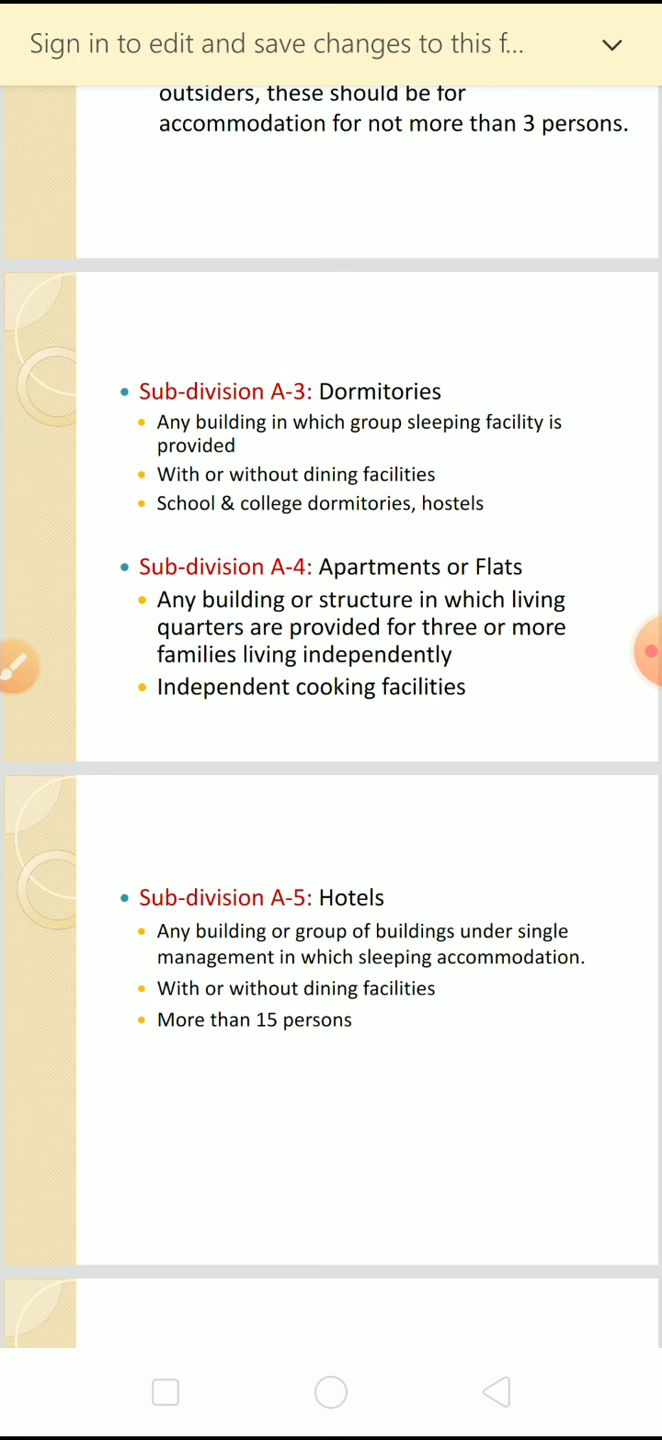 Sign in to edit and save changes to this f...
outsiders, these should be for
accommodation for not more than 3 persons.
• Sub-division A-3: Dormitories
• Any building in which group sleeping facility is
provided
• With or without dining facilities
• School & college dormitories, hostels
• Sub-division A-4: Apartments or Flats
• Any building or structure in which living
quarters are provided for three or more
families living independently
• Independent cooking facilities
• Sub-division A-5: Hotels
• Any building or group of buildings under single
management in which sleeping accommodation.
• With or without dining facilities
• More than 15 persons